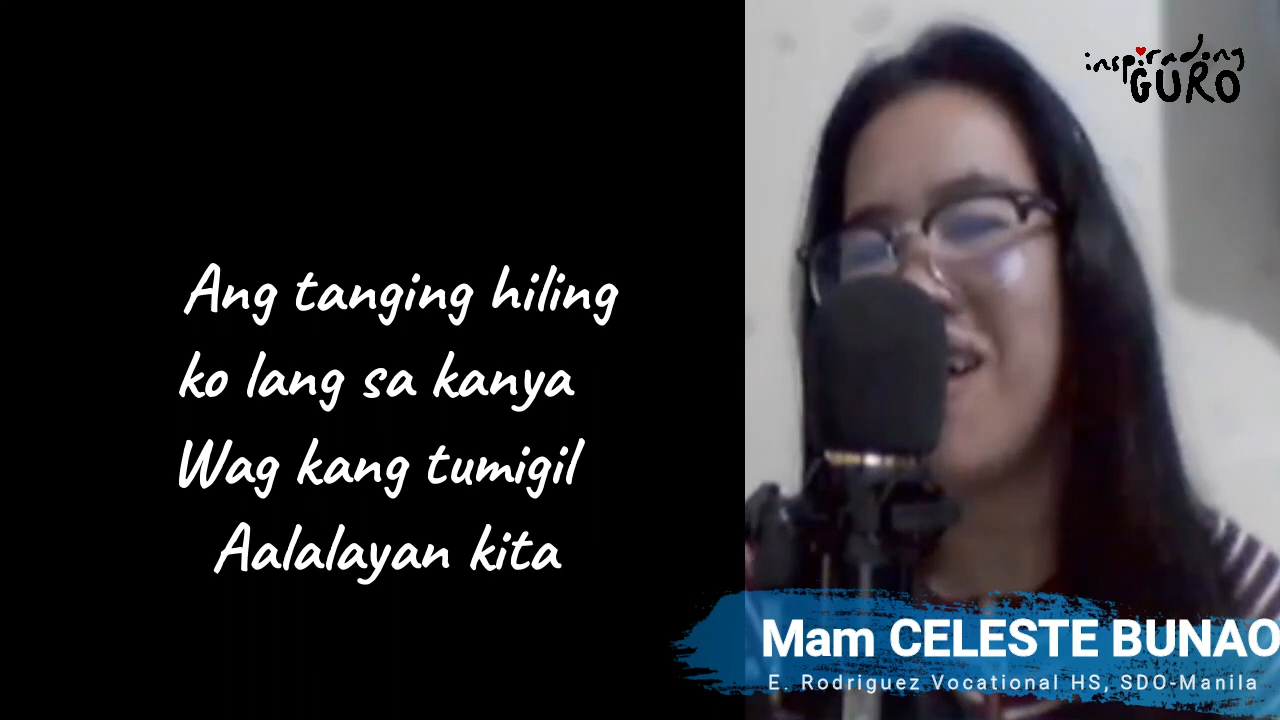 inspiradong
GURO
Ang tanging hiling
ko lang sa kanya
Wag kang tumigil
Aalalayan kita
Mam CELESTE BUNAO
E. Rodriguez Vocational HS, SDO-Manila